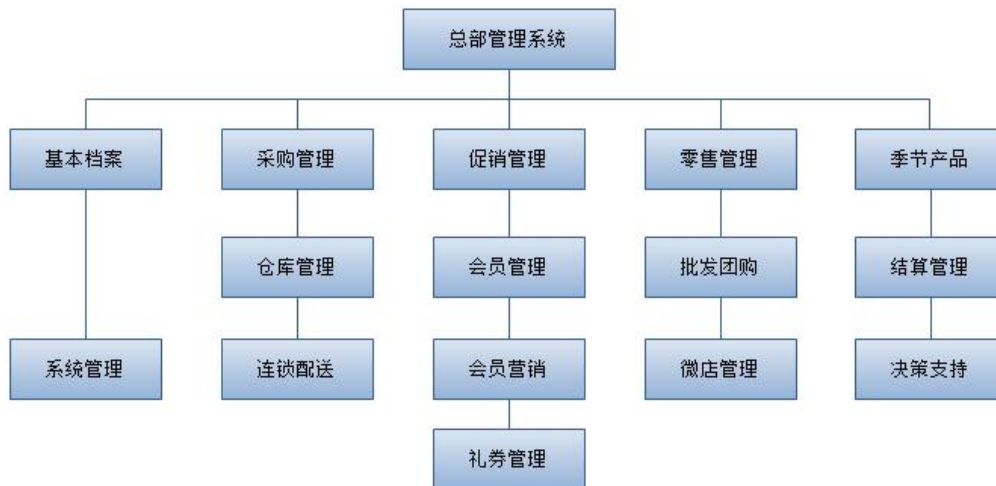 总部管理系统
基本档案
采购管理
促销管理
零售管理
季节产品
仓库管理
会员管理
批发团购
结算管理
系统管理
连锁配送
会员营销
微店管理
决策支持
礼券管理